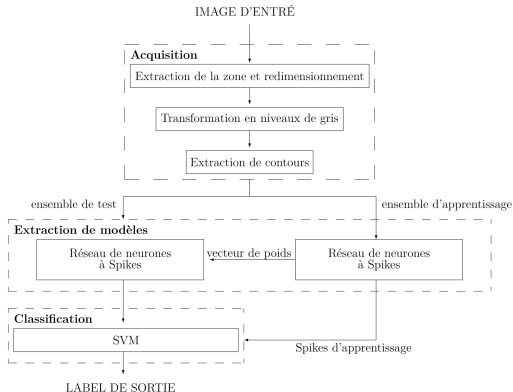 IMAGE D'ENTRÉ
Acquisition
Extraction de la zone et redimensionnement
Transformation en niveaux de gris
Extraction de contours
ensemble de test
ensemble d'apprentissage
Extraction de modèles
Réseau de neurones
à Spikes
vecteur de poids
Réseau de neurones
à Spikes
Classification
SVM
Spikes d'apprentissage
LABEL DE SORTIE